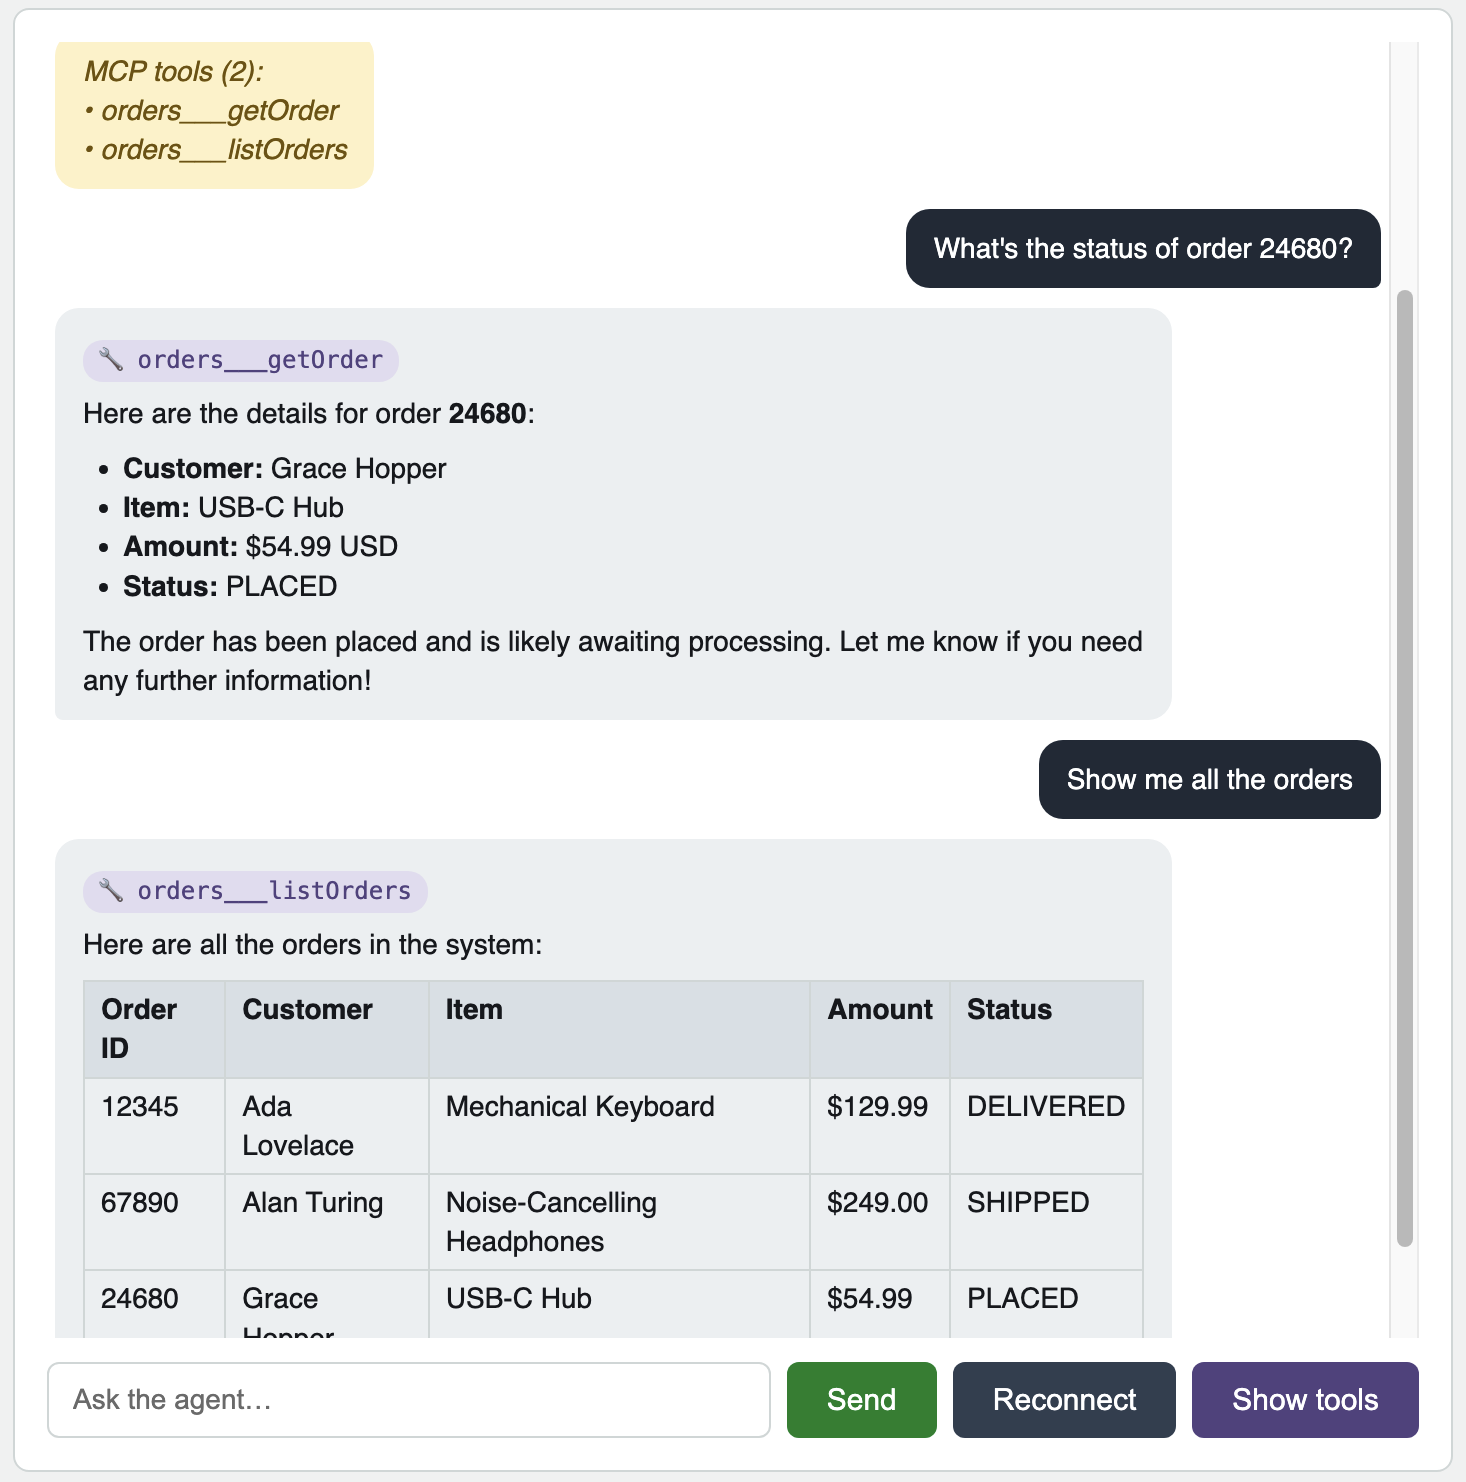 MCP tools (2):
• orders___getOrder
• orders___listOrders
What's the status of order 24680?
orders___getOrder
Here are the details for order 24680:
• Customer: Grace Hopper
• Item: USB-C Hub
• Amount: $54.99 USD
• Status: PLACED
The order has been placed and is likely awaiting processing. Let me know if you need
any further information!
Show me all the orders
orders___listOrders
Here are all the orders in the system:
Order ID Customer Item Amount Status
12345 Ada Lovelace Mechanical Keyboard $129.99 DELIVERED
67890 Alan Turing Noise-Cancelling Headphones $249.00 SHIPPED
24680 Grace Hopper USB-C Hub $54.99 PLACED
Ask the agent…
Send
Reconnect
Show tools